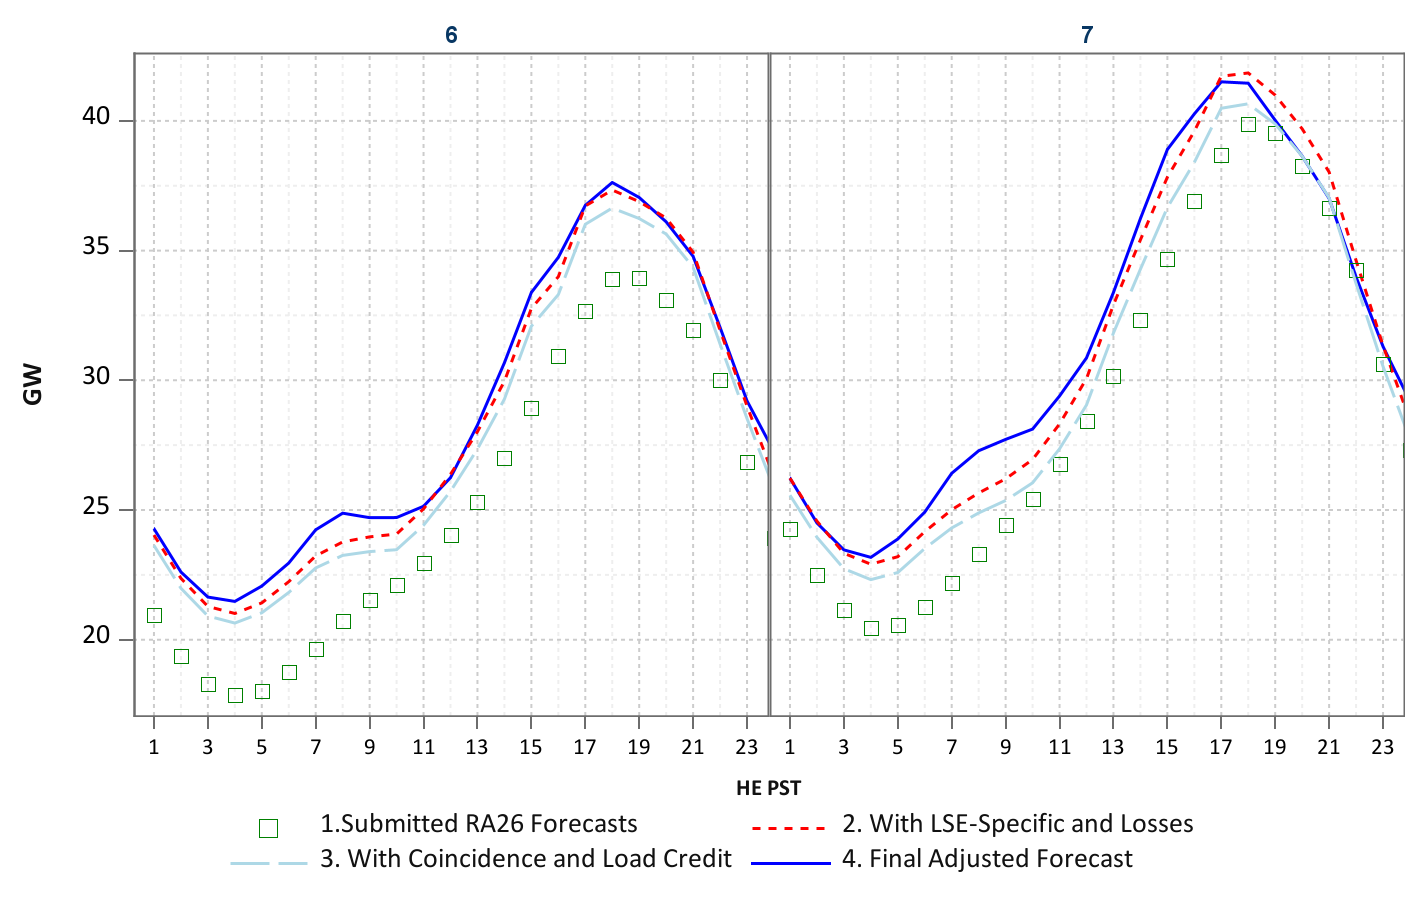 6 7
40
35
30
25
20
GW
1 3 5 7 9 11 13 15 17 19 21 23 1 3 5 7 9 11 13 15 17 19 21 23
HE PST
1.Submitted RA26 Forecasts 2. With LSE-Specific and Losses
3. With Coincidence and Load Credit 4. Final Adjusted Forecast